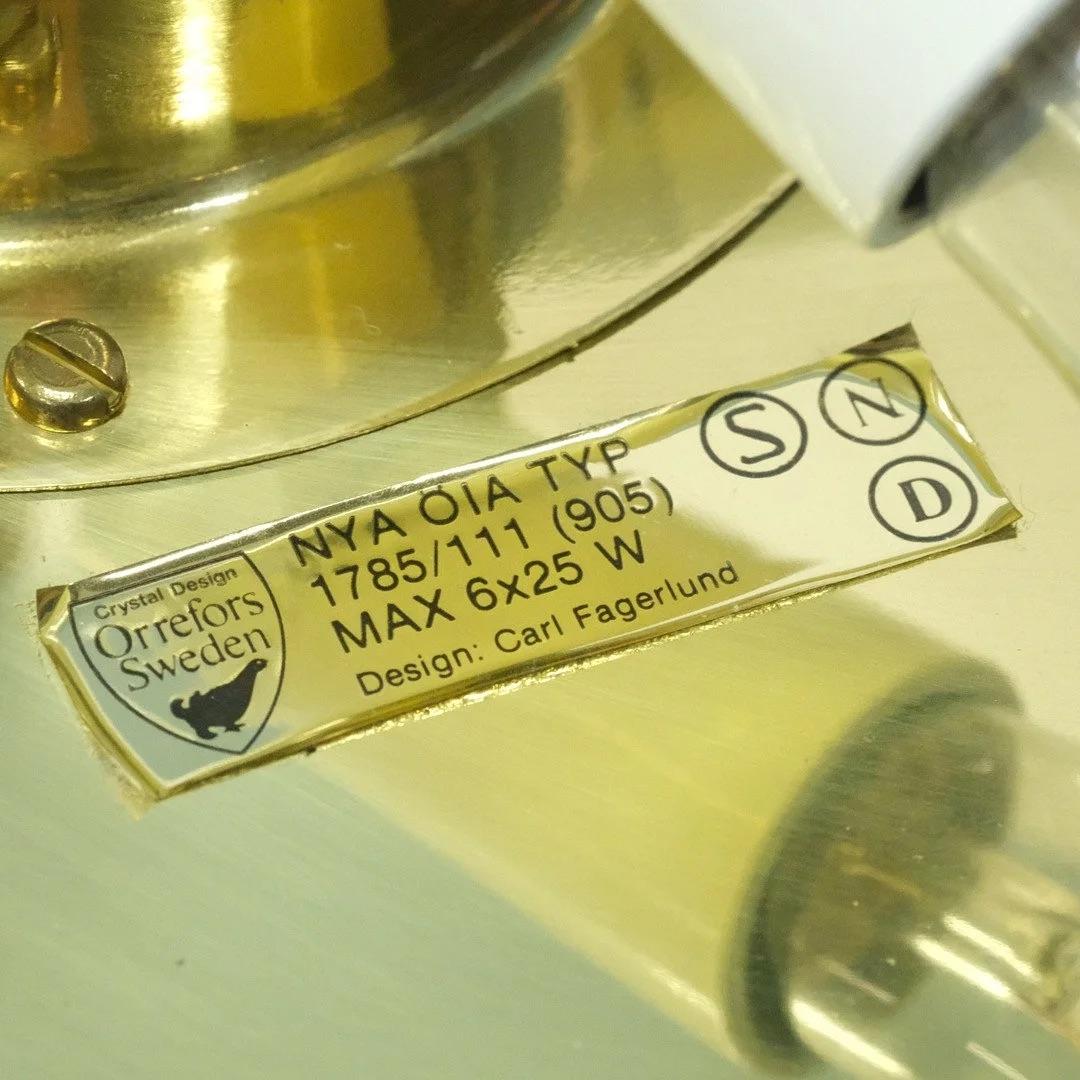 Crystal Design
Orrefors
Sweden
NYA ÖIA TYP
1785/111 (905)
MAX 6x25 W
Design: Carl Fagerlund
S
N
D